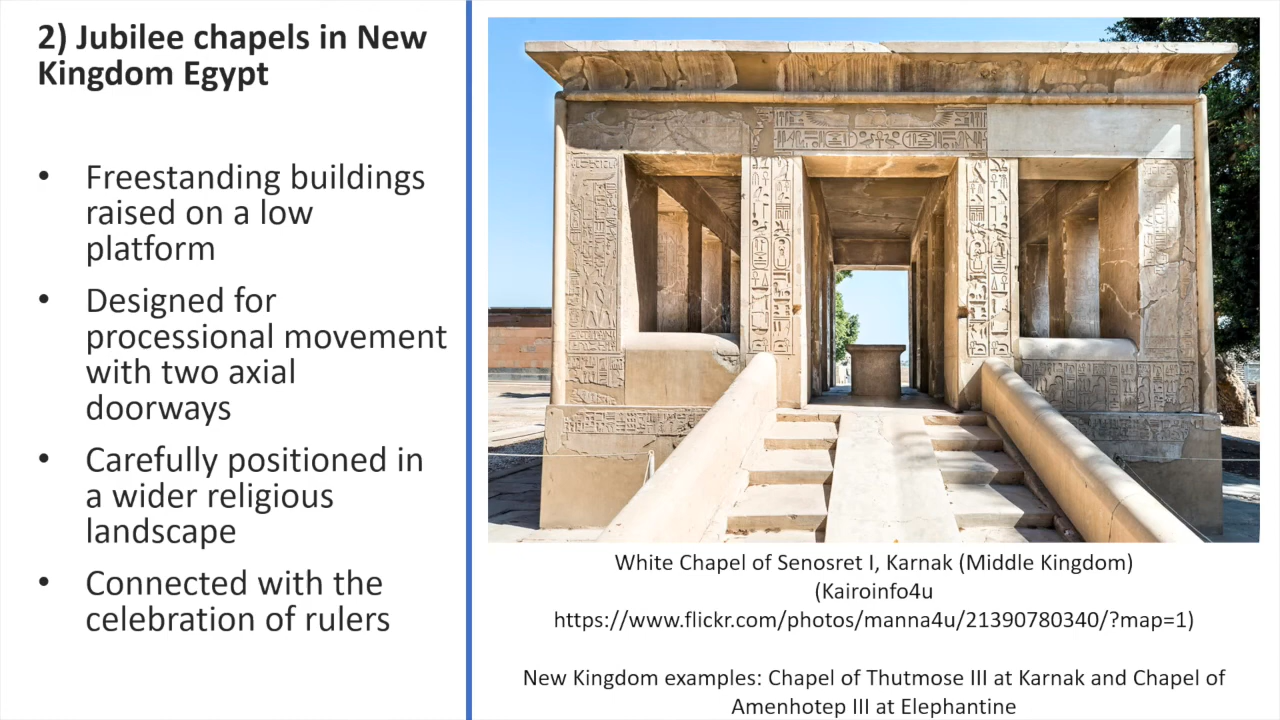 2) Jubilee chapels in New
Kingdom Egypt
• Freestanding buildings
raised on a low
platform
• Designed for
processional movement
with two axial
doorways
• Carefully positioned in
a wider religious
landscape
• Connected with the
celebration of rulers
White Chapel of Senosret I, Karnak (Middle Kingdom)
(Kairoinfo4u
https://www.flickr.com/photos/manna4u/21390780340/?map=1)
New Kingdom examples: Chapel of Thutmose III at Karnak and Chapel of
Amenhotep III at Elephantine